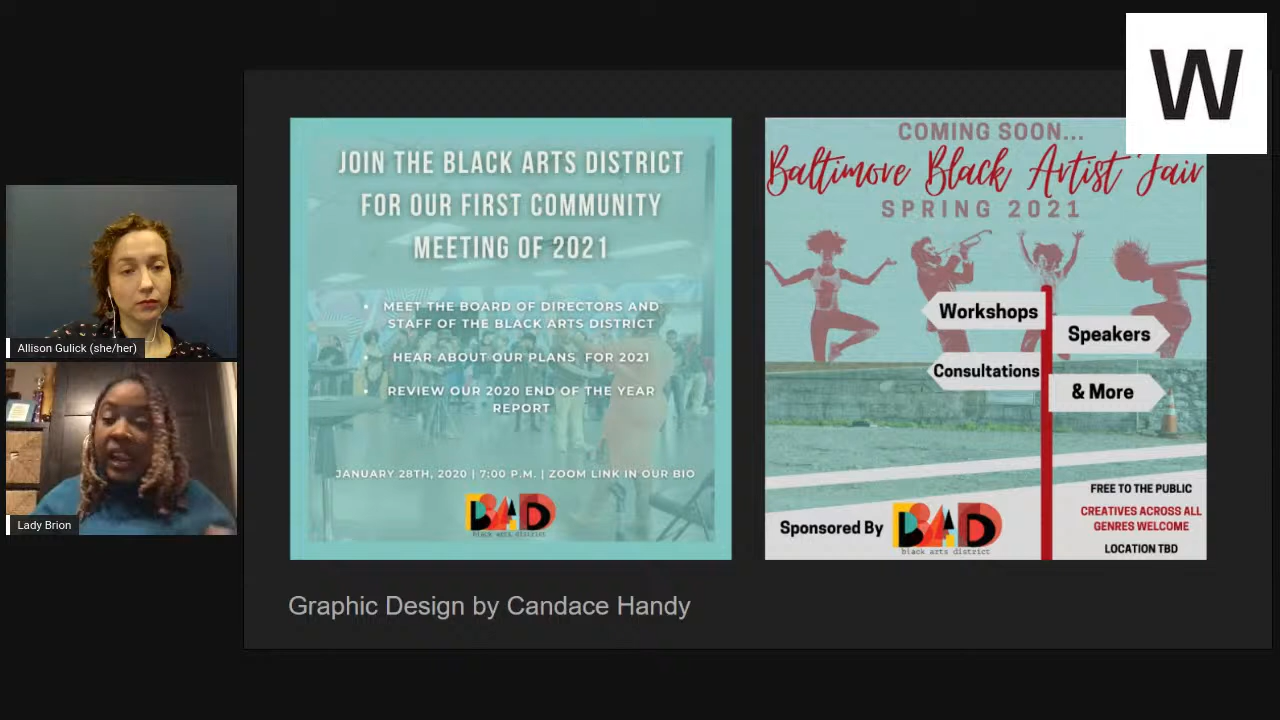 W
JOIN THE BLACK ARTS DISTRICT
FOR OUR FIRST COMMUNITY
MEETING OF 2021
• MEET THE BOARD OF DIRECTORS AND
STAFF OF THE BLACK ARTS DISTRICT
• HEAR ABOUT OUR PLANS FOR 2021
• REVIEW OUR 2020 END OF THE YEAR
REPORT
JANUARY 28TH, 2020 | 7:00 P.M. | ZOOM LINK IN OUR BIO
BAD
black arts district
COMING SOON...
Baltimore Black Artist Fair
SPRING 2021
Workshops
Speakers
Consultations
& More
FREE TO THE PUBLIC
CREATIVES ACROSS ALL
GENRES WELCOME
LOCATION TBD
Sponsored By
BAD
black arts district
Allison Gulick (she/her)
Lady Brion
Graphic Design by Candace Handy